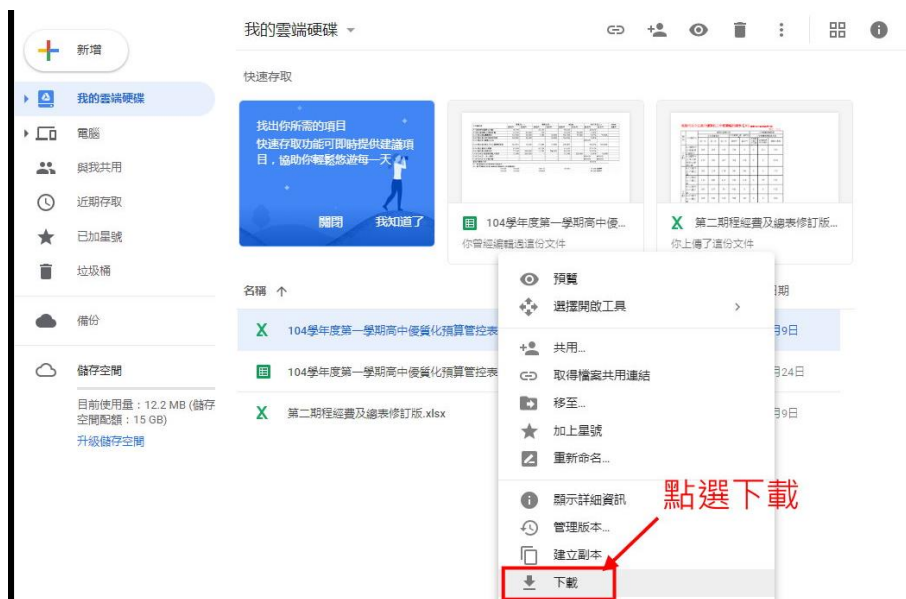 我的雲端硬碟
新增
快速存取
我的雲端硬碟
電腦
與我共用
近期存取
已加星號
垃圾桶
備份
儲存空間
目前使用量：12.2 MB (儲存
空間配額：15 GB)
升級儲存空間
找出你所需的項目
快速存取功能可即時提供建議項
目，協助你輕鬆悠遊每一天
關閉 我知道了
104學年度第一學期高中優...
你曾經編輯過這份文件
第二期程經費及總表修訂版...
你上傳了這份文件
名稱
期
104學年度第一學期高中優質化預算管控表
月9日
104學年度第一學期高中優質化預算管控表
月24日
第二期程經費及總表修訂版.xlsx
月9日
預覽
選擇開啟工具
共用...
取得檔案共用連結
移至...
加上星號
重新命名...
顯示詳細資訊
管理版本...
建立副本
下載
點選下載